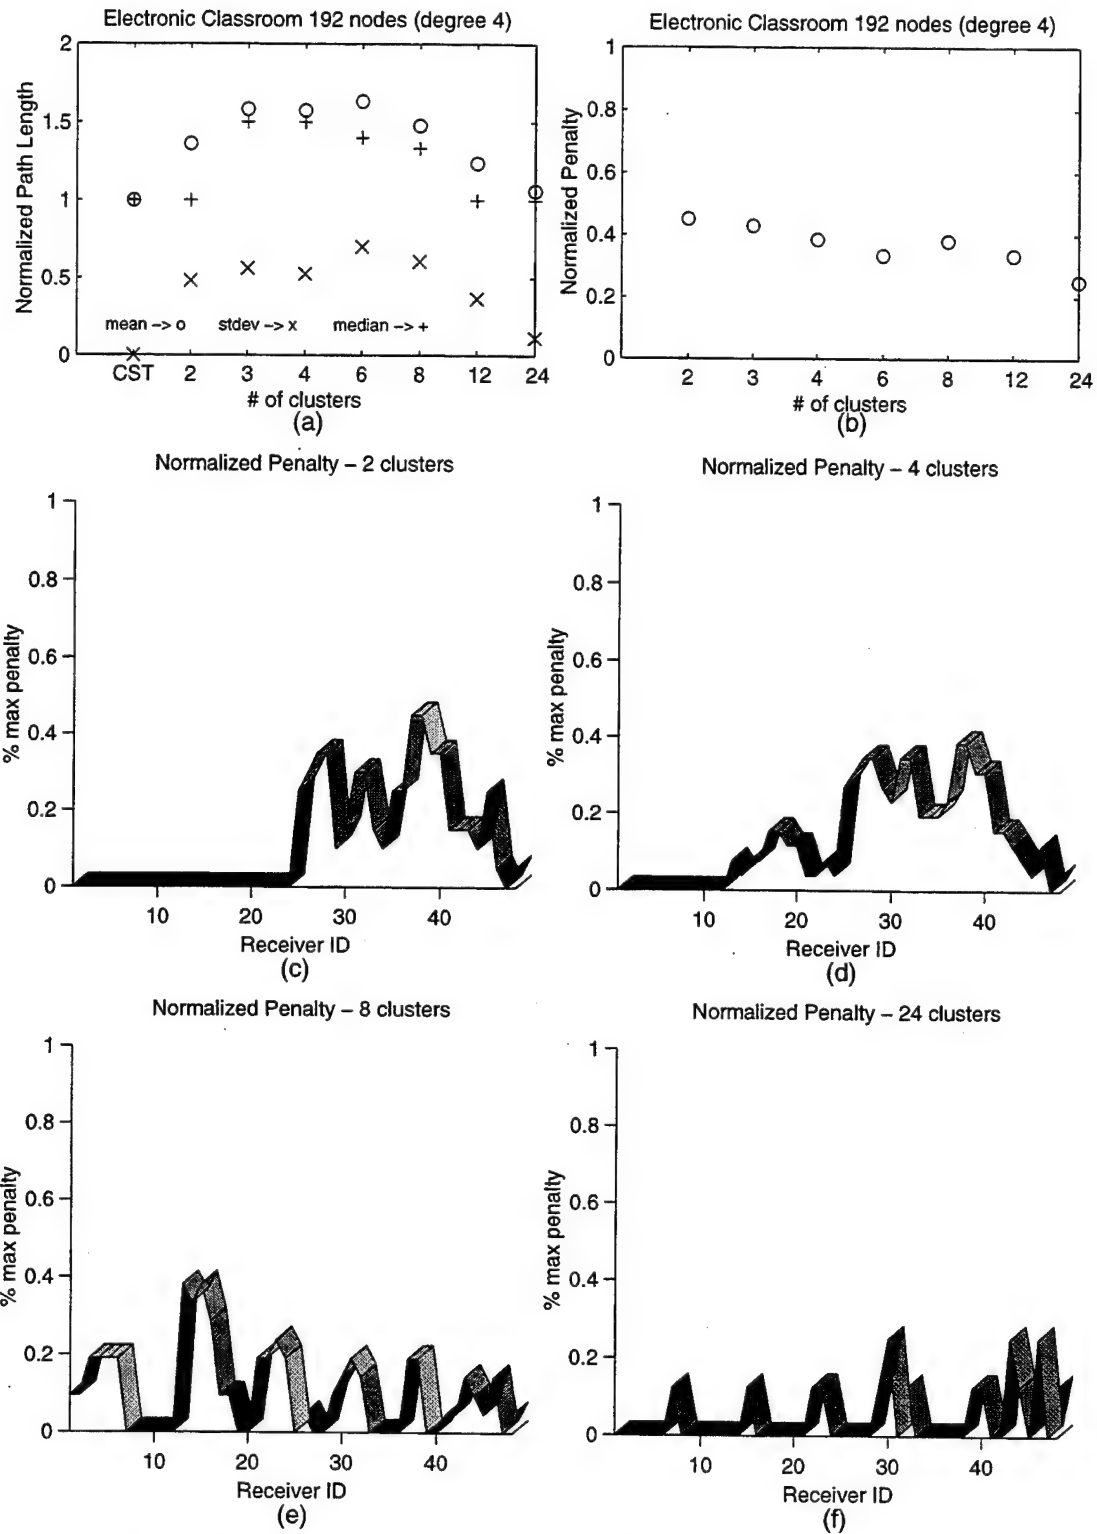 Electronic Classroom 192 nodes (degree 4)
2
1.5
1
0.5
0
Normalized Path Length
mean –> o stdev –> x median –> +
CST 2 3 4 6 8 12 24
# of clusters
(a)
Electronic Classroom 192 nodes (degree 4)
1
0.8
0.6
0.4
0.2
0
Normalized Penalty
2 3 4 6 8 12 24
# of clusters
(b)
Normalized Penalty – 2 clusters
1
0.8
0.6
0.4
0.2
0
% max penalty
10 20 30 40
Receiver ID
(c)
Normalized Penalty – 4 clusters
1
0.8
0.6
0.4
0.2
0
% max penalty
10 20 30 40
Receiver ID
(d)
Normalized Penalty – 8 clusters
1
0.8
0.6
0.4
0.2
0
% max penalty
10 20 30 40
Receiver ID
(e)
Normalized Penalty – 24 clusters
1
0.8
0.6
0.4
0.2
0
% max penalty
10 20 30 40
Receiver ID
(f)